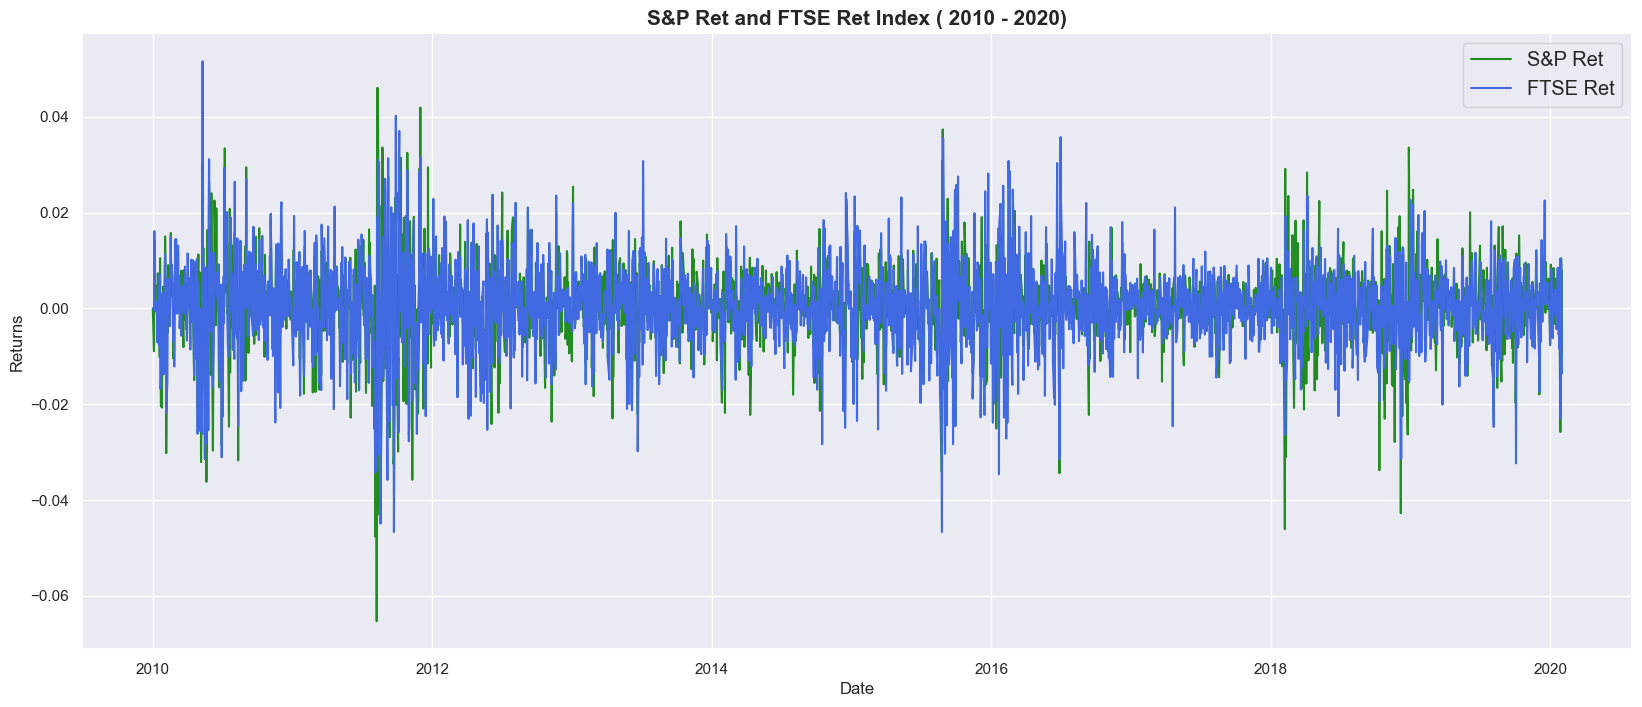 S&P Ret and FTSE Ret Index ( 2010 - 2020)
S&P Ret
FTSE Ret
Returns
0.04
0.02
0.00
−0.02
−0.04
−0.06
2010
2012
2014
2016
2018
2020
Date